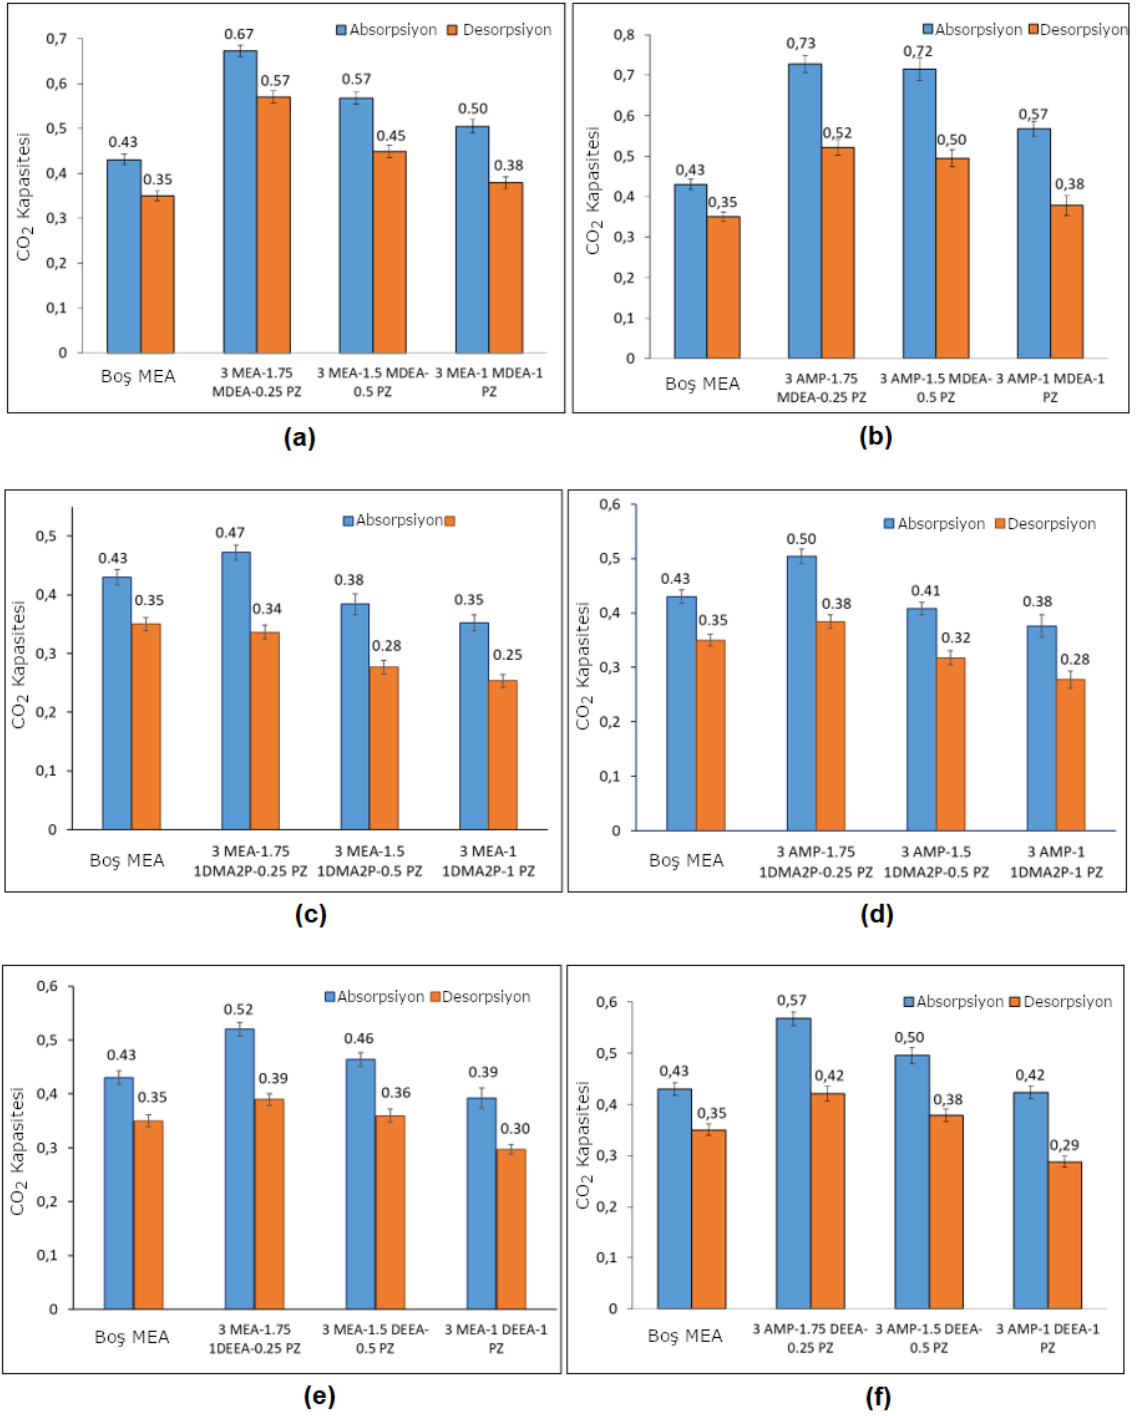 Absorpsiyon Desorpsiyon
0,7
0,6
0,5
0,4
0,3
0,2
0,1
0
CO2 Kapasitesi
0.43
0.35
0.67
0.57
0.57
0.45
0.50
0.38
Boş MEA
3 MEA-1.75
MDEA-0.25 PZ
3 MEA-1.5 MDEA-
0.5 PZ
3 MEA-1 MDEA-1
PZ
(a)
Absorpsiyon Desorpsiyon
0,8
0,7
0,6
0,5
0,4
0,3
0,2
0,1
0
CO2 Kapasitesi
0,43
0,35
0,73
0,52
0,72
0,50
0,57
0,38
Boş MEA
3 AMP-1.75
MDEA-0.25 PZ
3 AMP-1.5 MDEA-
0.5 PZ
3 AMP-1 MDEA-1
PZ
(b)
Absorpsiyon
0,5
0,4
0,3
0,2
0,1
0
CO2 Kapasitesi
0.43
0.35
0.47
0.34
0.38
0.28
0.35
0.25
Boş MEA
3 MEA-1.75
1DMA2P-0.25 PZ
3 MEA-1.5
1DMA2P-0.5 PZ
3 MEA-1
1DMA2P-1 PZ
(c)
Absorpsiyon Desorpsiyon
0,6
0,5
0,4
0,3
0,2
0,1
0
CO2 Kapasitesi
0.43
0.35
0.50
0.38
0.41
0.32
0.38
0.28
Boş MEA
3 AMP-1.75
1DMA2P-0.25 PZ
3 AMP-1.5
1DMA2P-0.5 PZ
3 AMP-1
1DMA2P-1 PZ
(d)
Absorpsiyon Desorpsiyon
0,6
0,5
0,4
0,3
0,2
0,1
0
CO2 Kapasitesi
0.43
0.35
0.52
0.39
0.46
0.36
0.39
0.30
Boş MEA
3 MEA-1.75
1DEEA-0.25 PZ
3 MEA-1.5 DEEA-
0.5 PZ
3 MEA-1 DEEA-1
PZ
(e)
Absorpsiyon Desorpsiyon
0,6
0,5
0,4
0,3
0,2
0,1
0
CO2 Kapasitesi
0,43
0,35
0,57
0,42
0,50
0,38
0,42
0,29
Boş MEA
3 AMP-1.75 DEEA-
0.25 PZ
3 AMP-1.5 DEEA-
0.5 PZ
3 AMP-1 DEEA-1
PZ
(f)